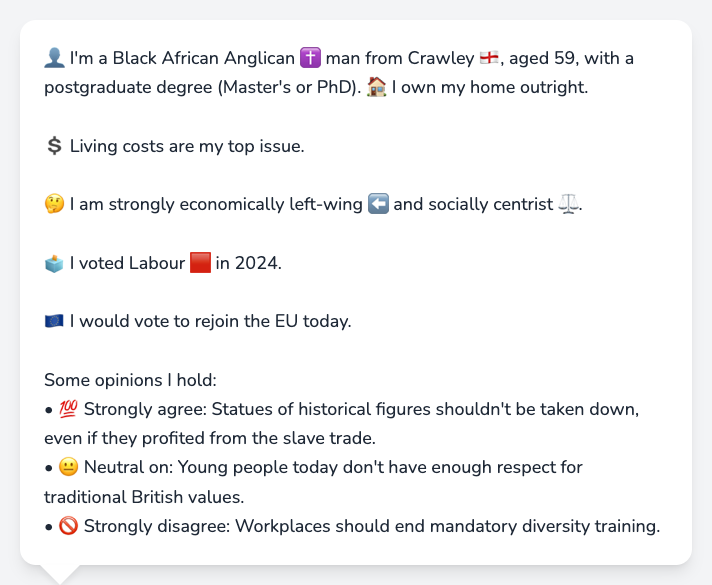 👤 I'm a Black African Anglican ✝️ man from Crawley 🏴󠁧󠁢󠁥󠁮󠁧󠁿, aged 59, with a
postgraduate degree (Master's or PhD). 🏠 I own my home outright.
💲 Living costs are my top issue.
🤔 I am strongly economically left-wing ⬅️ and socially centrist ⚖️.
🗳️ I voted Labour 🟥 in 2024.
🇪🇺 I would vote to rejoin the EU today.
Some opinions I hold:
• 💯 Strongly agree: Statues of historical figures shouldn't be taken down,
even if they profited from the slave trade.
• 😐 Neutral on: Young people today don't have enough respect for
traditional British values.
• 🚫 Strongly disagree: Workplaces should end mandatory diversity training.